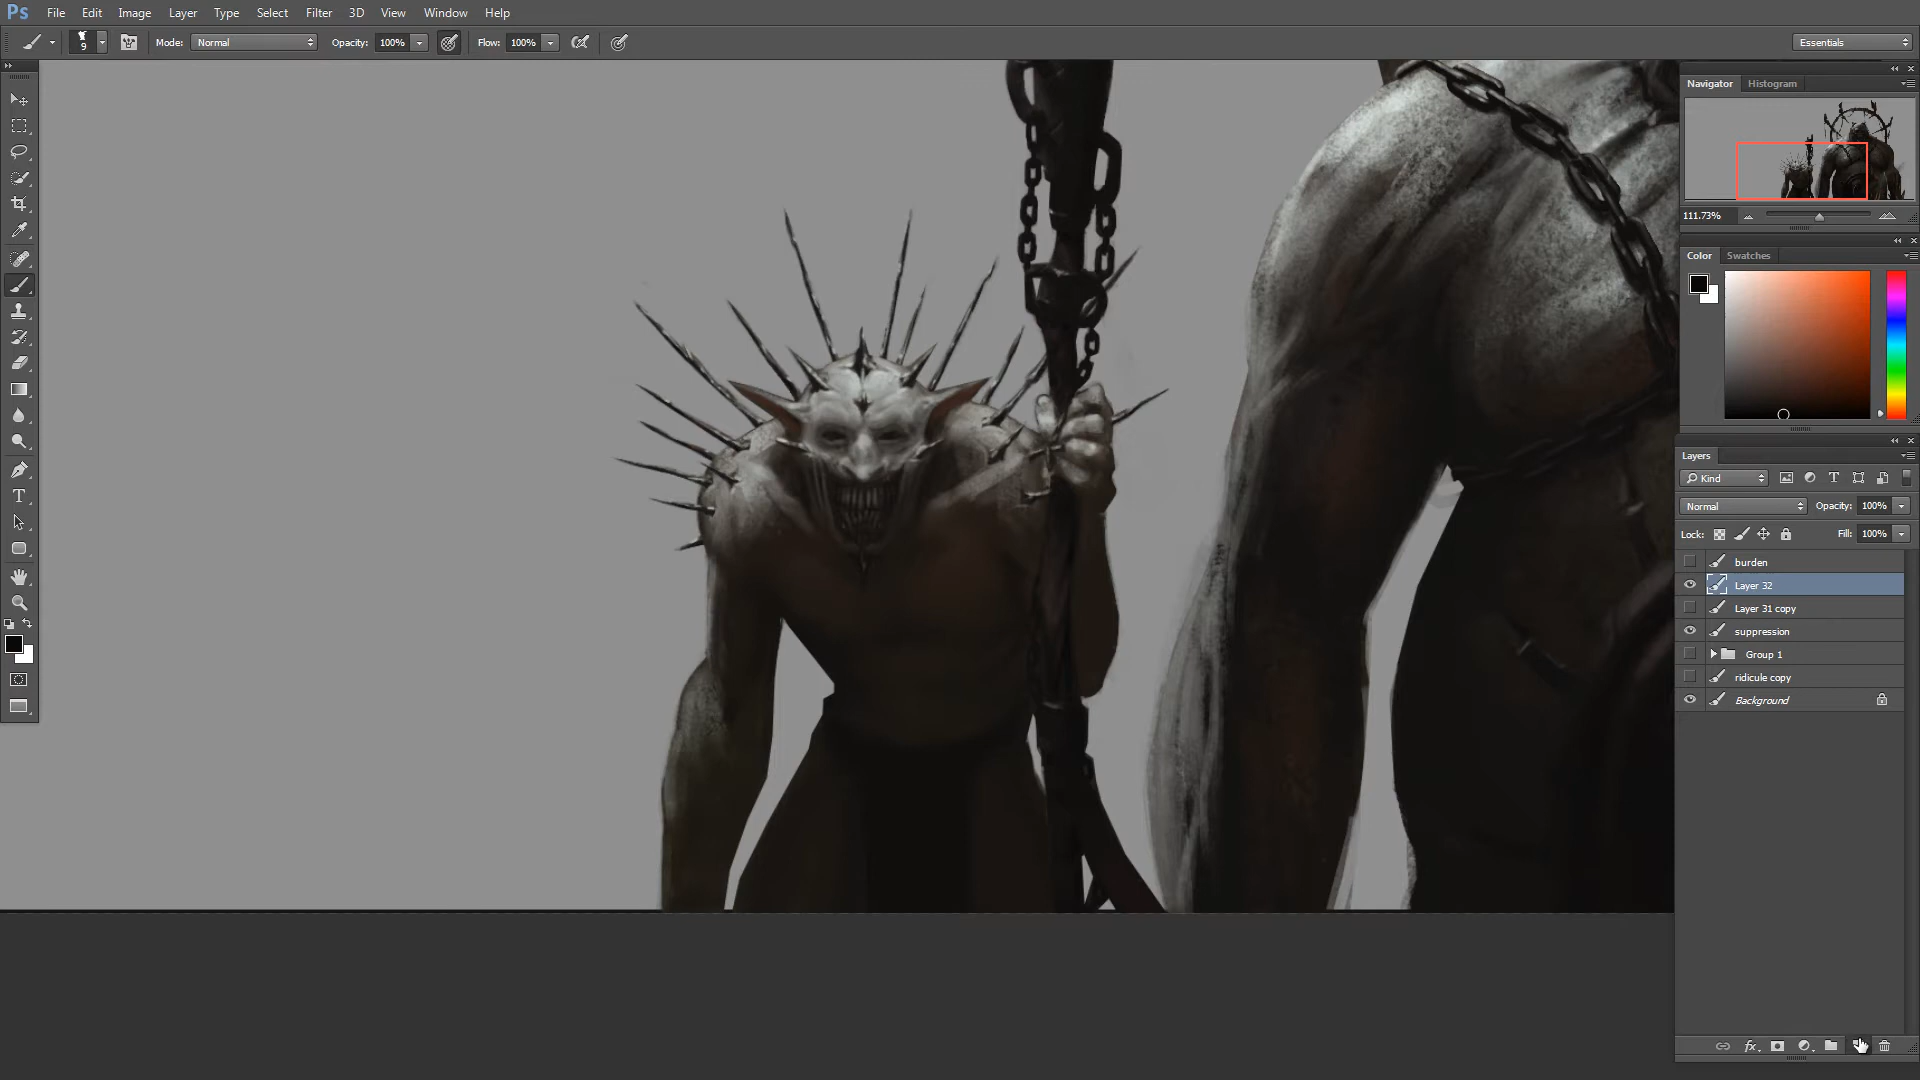 Ps File Edit Image Layer Type Select Filter 3D View Window Help
9 Mode: Normal Opacity: 100% Flow: 100% Essentials
Navigator Histogram
111.73%
Color Swatches
Layers
Kind
Normal Opacity: 100%
Lock: Fill: 100%
burden
Layer 32
Layer 31 copy
suppression
Group 1
ridicule copy
Background
T
T
fx